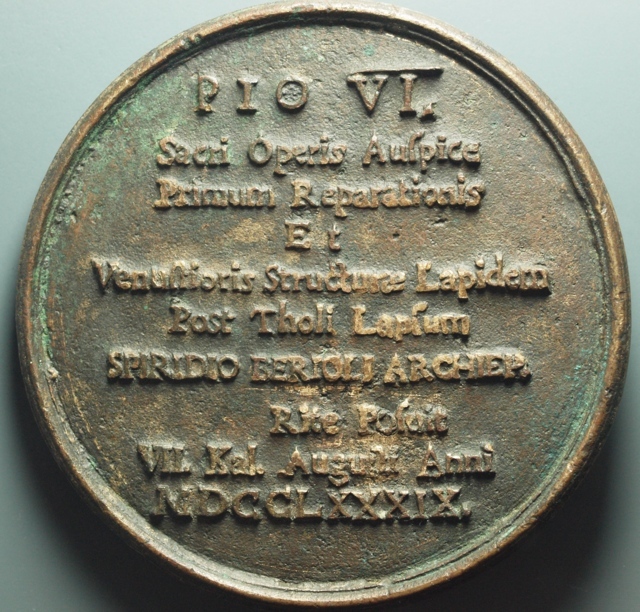 PIO VI.
Sacri Operis Auſpice
Primum Reparationis
Et
Venuſtioris Structuræ Lapidem
Post Tholi Lapſum
SPIRIDIO BERIOLI ARCHIEP.
Rite Poſuit
VII. Kal. Auguſti Anni
MDCCLXXXIX.